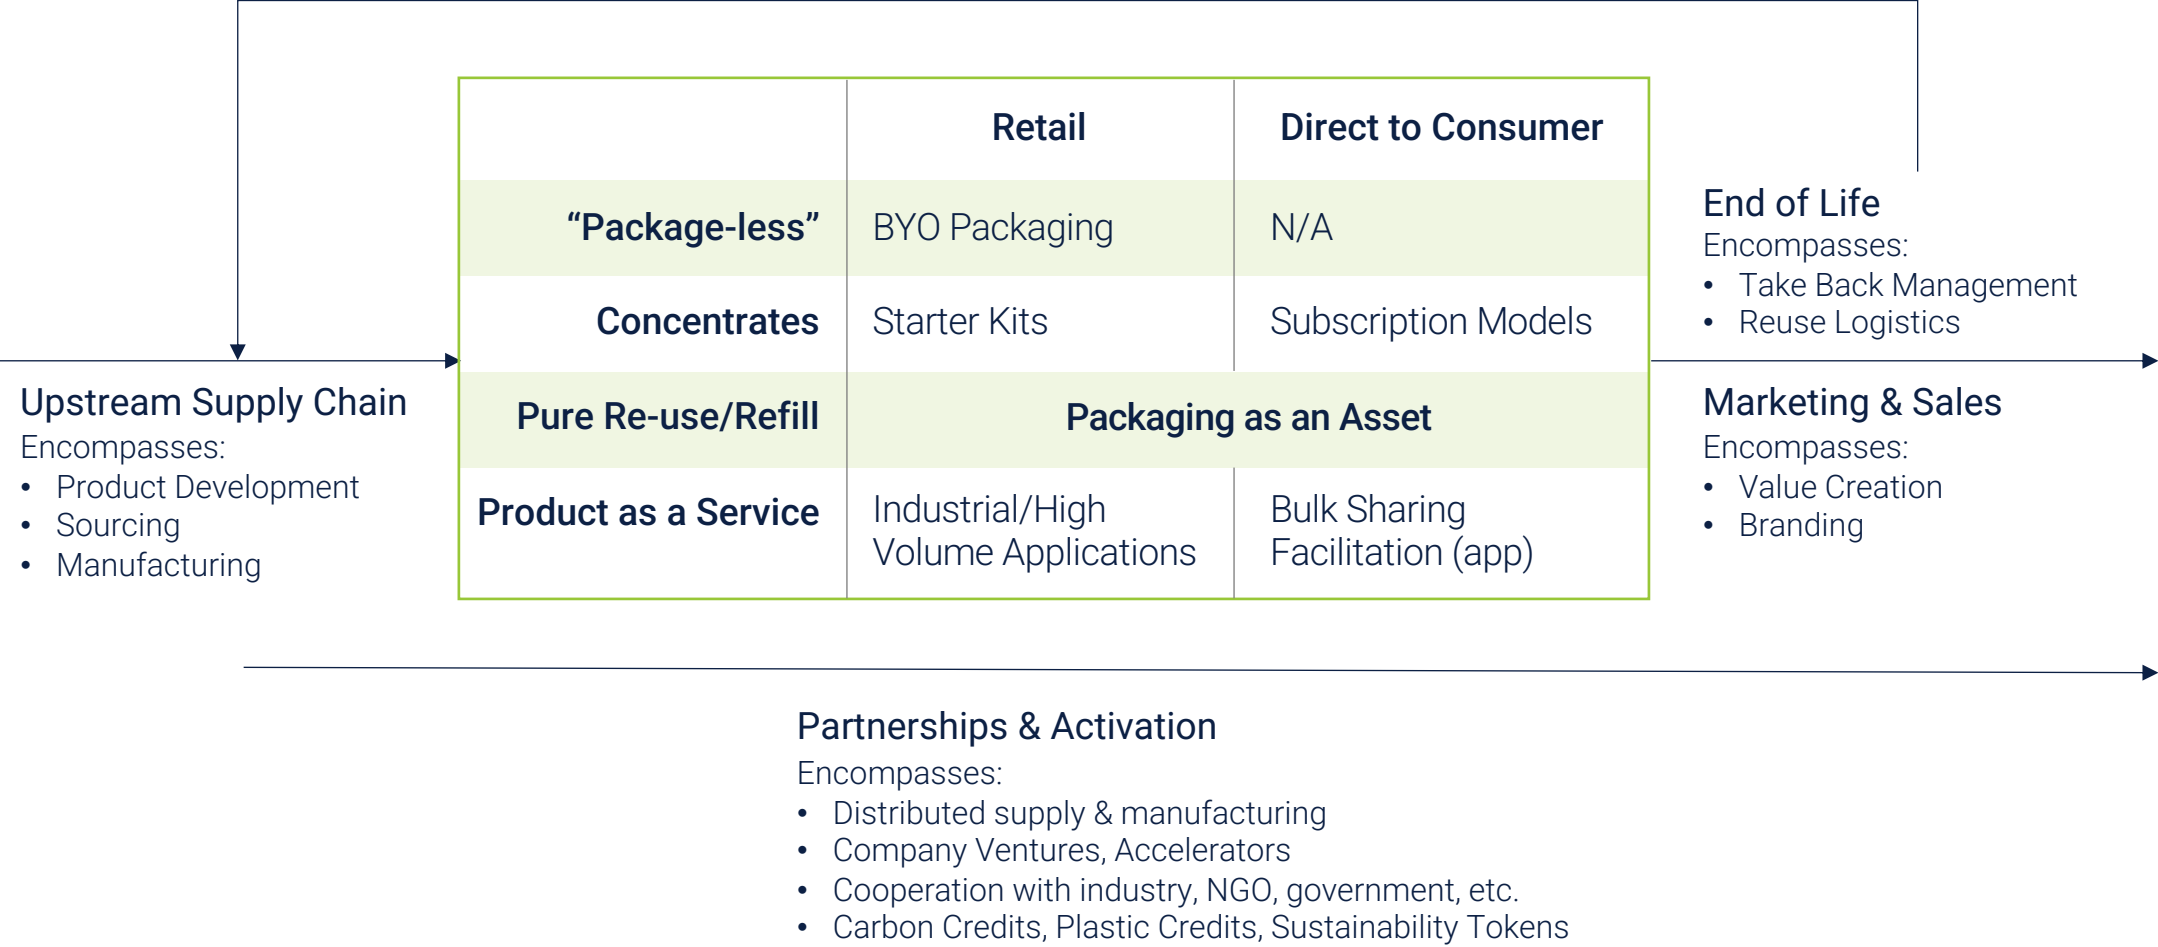 Retail
Direct to Consumer
“Package-less”
BYO Packaging
N/A
Concentrates
Starter Kits
Subscription Models
Pure Re-use/Refill
Packaging as an Asset
Product as a Service
Industrial/High
Volume Applications
Bulk Sharing
Facilitation (app)
Upstream Supply Chain
Encompasses:
• Product Development
• Sourcing
• Manufacturing
End of Life
Encompasses:
• Take Back Management
• Reuse Logistics
Marketing & Sales
Encompasses:
• Value Creation
• Branding
Partnerships & Activation
Encompasses:
• Distributed supply & manufacturing
• Company Ventures, Accelerators
• Cooperation with industry, NGO, government, etc.
• Carbon Credits, Plastic Credits, Sustainability Tokens